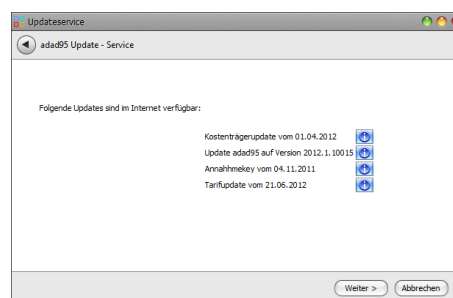 Updateservice
adad95 Update - Service
Folgende Updates sind im Internet verfügbar:
Kostenträgerupdate vom 01.04.2012
Update adad95 auf Version 2012.1.10015
Annahhmekey vom 04.11.2011
Tarifupdate vom 21.06.2012
Weiter >
Abbrechen